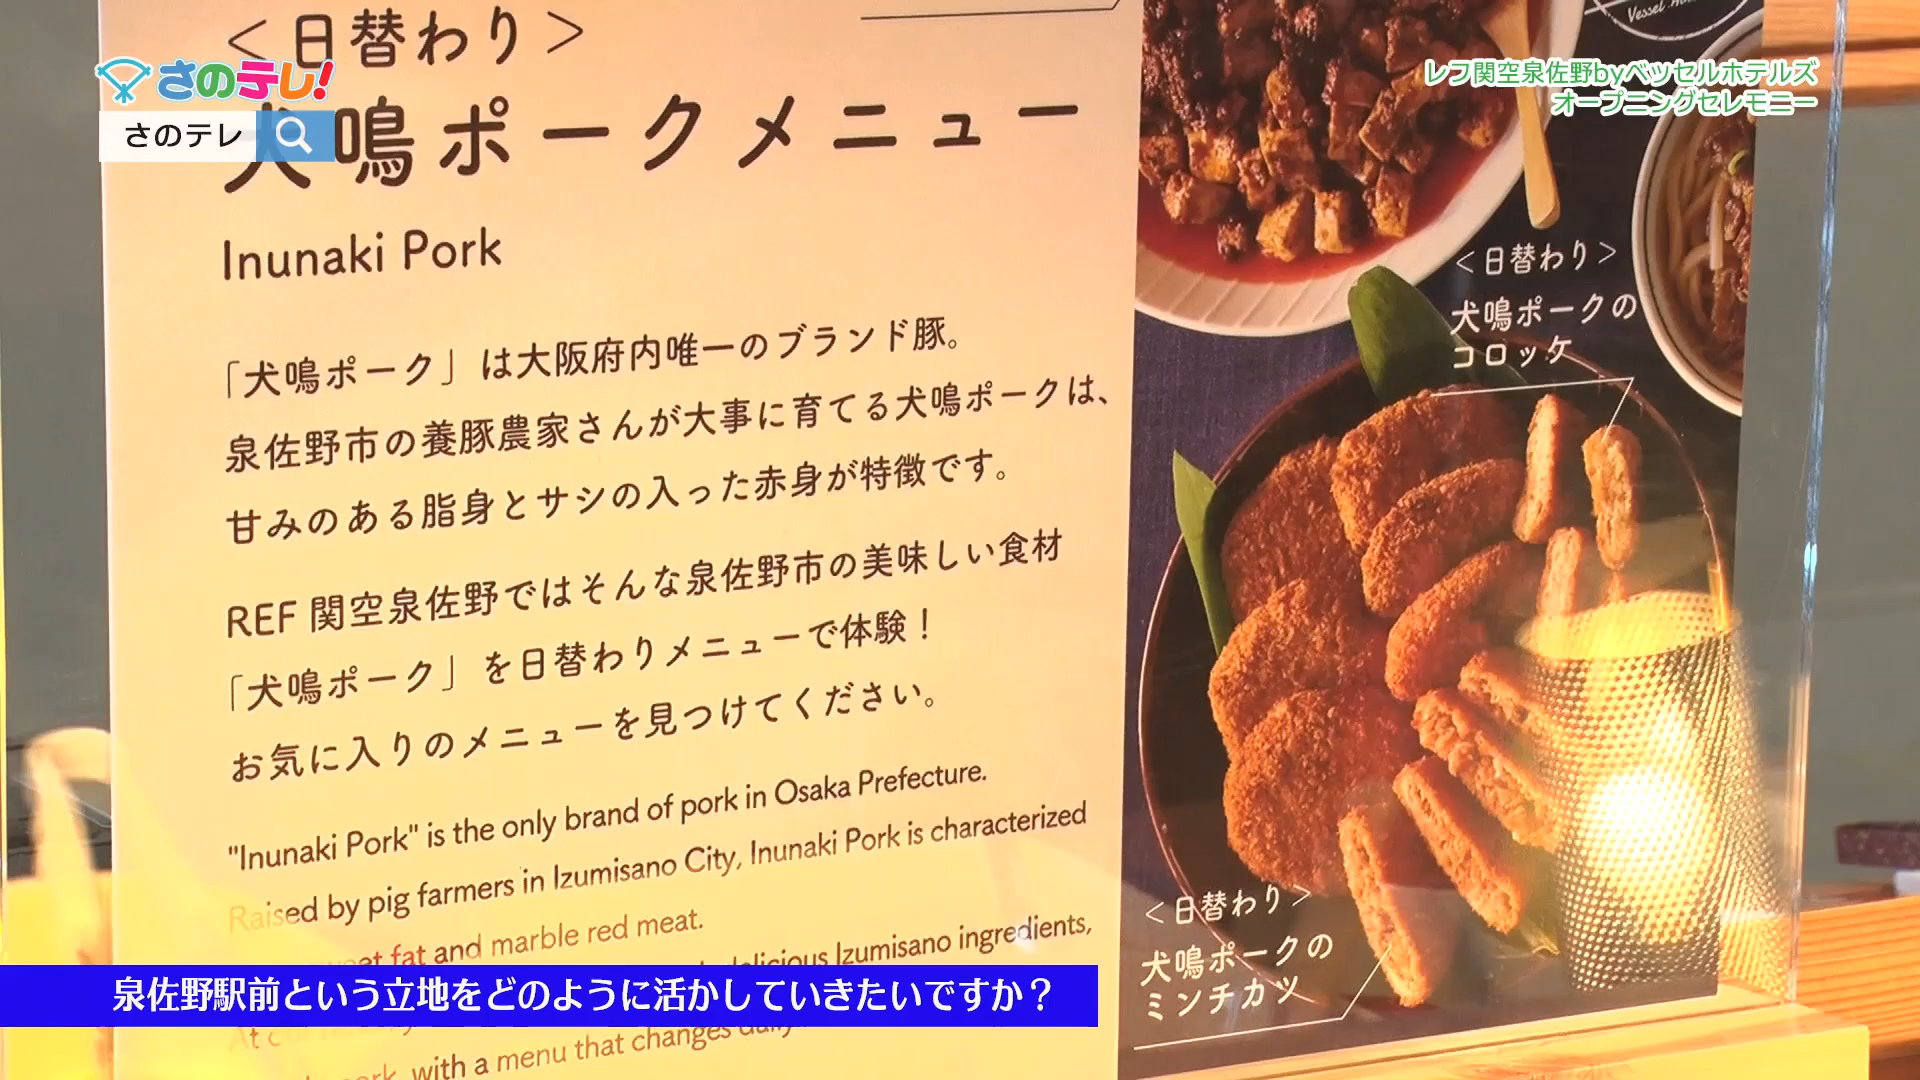 ＜日替わり＞
犬鳴ポークメニュー
Inunaki Pork
「犬鳴ポーク」は大阪府内唯一のブランド豚。
泉佐野市の養豚農家さんが大事に育てる犬鳴ポークは、
甘みのある脂身とサシの入った赤身が特徴です。
REF 関空泉佐野ではそんな泉佐野市の美味しい食材
「犬鳴ポーク」を日替わりメニューで体験！
お気に入りのメニューを見つけてください。
"Inunaki Pork" is the only brand of pork in Osaka Prefecture.
Raised by pig farmers in Izumisano City, Inunaki Pork is characterized
fat and marble red meat.
delicious Izumisano ingredients,
At
with a menu that changes
さのテレ!
さのテレ
レフ関空泉佐野byベッセルホテルズ
オープニングセレモニー
Vessel
＜日替わり＞
犬鳴ポークの
コロッケ
＜日替わり＞
犬鳴ポークの
ミンチカツ
泉佐野駅前という立地をどのように活かしていきたいですか？